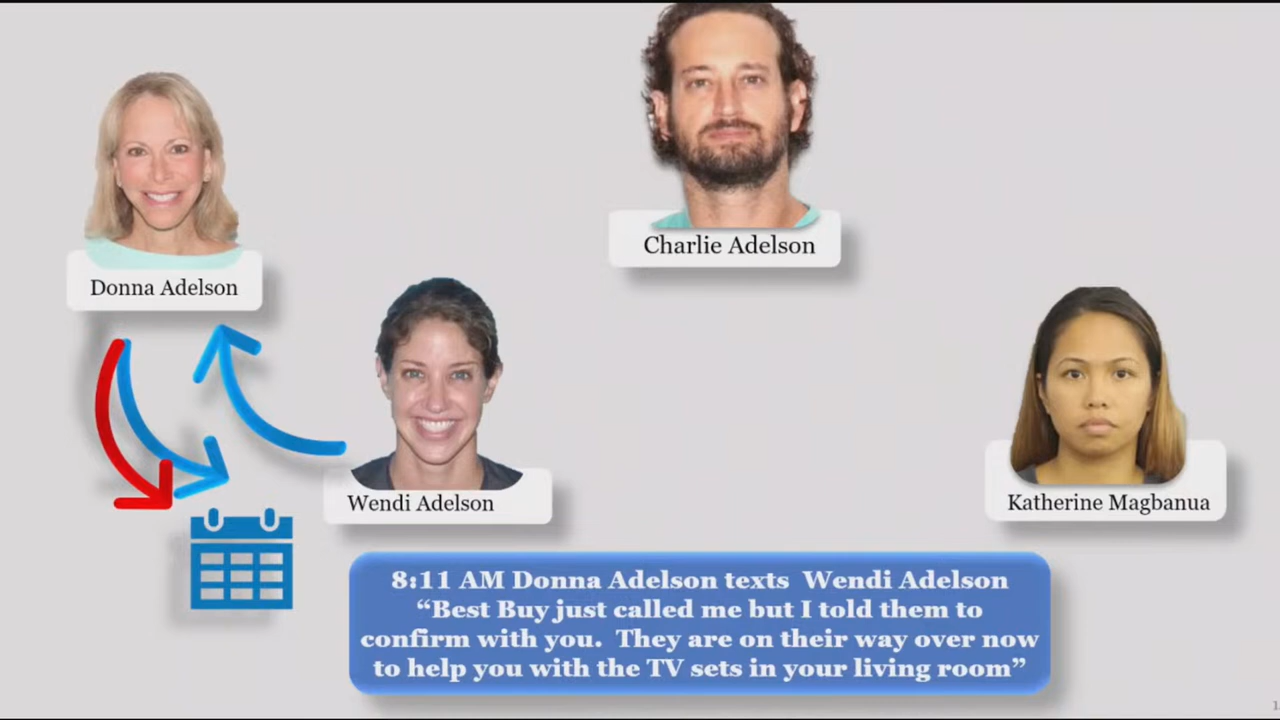 Charlie Adelson
Donna Adelson
Wendi Adelson
Katherine Magbanua
8:11 AM Donna Adelson texts  Wendi Adelson
“Best Buy just called me but I told them to
confirm with you.  They are on their way over now
to help you with the TV sets in your living room”